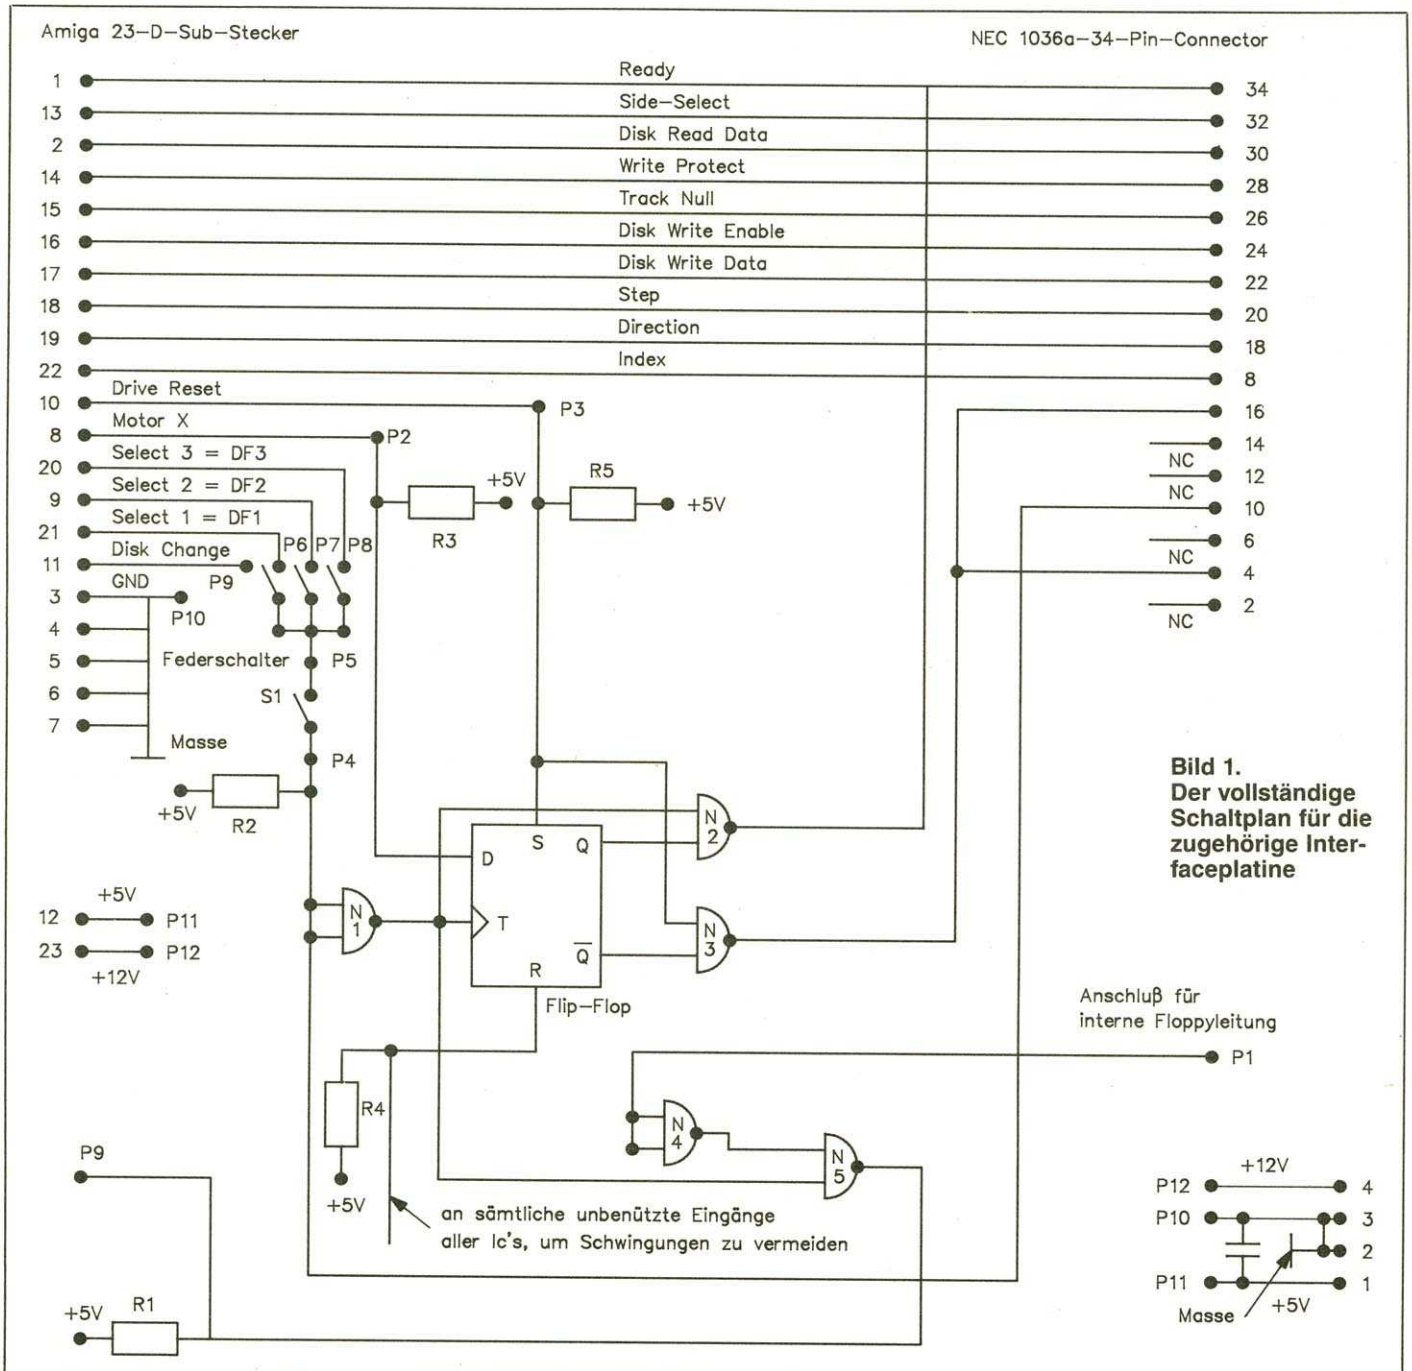 Amiga 23-D-Sub-Stecker
NEC 1036a-34-Pin-Connector
1 Ready 34
13 Side-Select 32
2 Disk Read Data 30
14 Write Protect 28
15 Track Null 26
16 Disk Write Enable 24
17 Disk Write Data 22
18 Step 20
19 Direction 18
22 Index 8
10 Drive Reset P3 16
8 Motor X P2 14
NC
20 Select 3 = DF3 +5V R5 12
NC
9 Select 2 = DF2 R3 +5V 10
21 Select 1 = DF1 P6 P7 P8 6
NC
11 Disk Change P9 4
3 GND P10 2
NC
4
5 Federschalter P5
6 S1
7 Masse
P4
+5V R2
Bild 1.
Der vollständige
Schaltplan für die
zugehörige Inter-
faceplatine
N
2
D S Q
12 +5V P11
N
1
T
N
3
23 +12V P12
R Q
Flip-Flop
Anschluß für
interne Floppyleitung
P1
R4
N
4
N
5
P9
+5V
an sämtliche unbenützte Eingänge
aller Ic's, um Schwingungen zu vermeiden
P12 +12V 4
P10 3
2
P11 1
Masse +5V
+5V R1